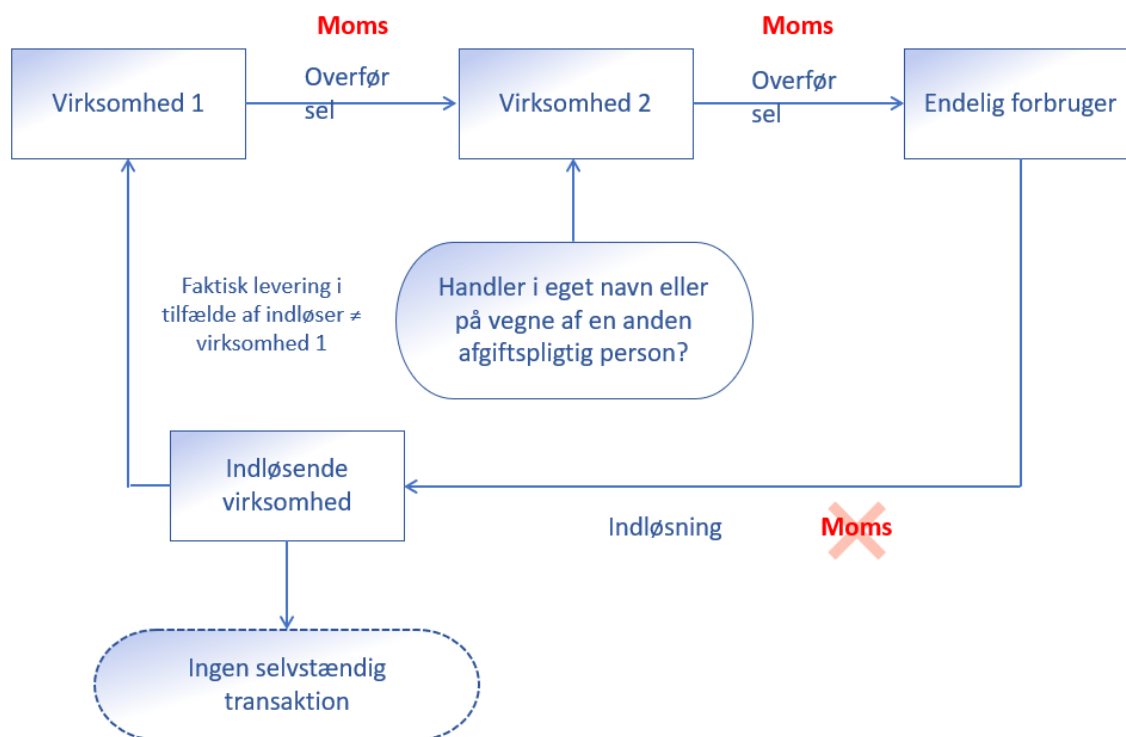 Moms
Moms
Virksomhed 1
Overfør
sel
Virksomhed 2
Overfør
sel
Endelig forbruger
Faktisk levering i
tilfælde af indløser ≠
virksomhed 1
Handler i eget navn eller
på vegne af en anden
afgiftspligtig person?
Indløsende
virksomhed
Indløsning
Moms
Ingen selvstændig
transaktion